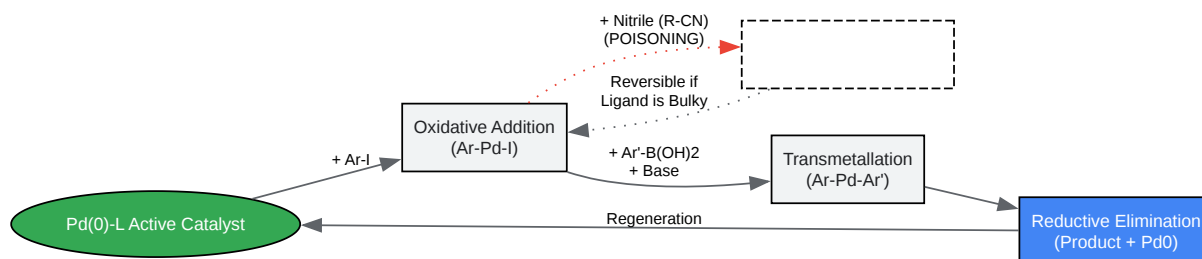 + Nitrile (R-CN)
(POISONING)
Reversible if
Ligand is Bulky
Oxidative Addition
(Ar-Pd-I)
+ Ar-I
+ Ar'-B(OH)2
+ Base
Transmetallation
(Ar-Pd-Ar')
Pd(0)-L Active Catalyst
Regeneration
Reductive Elimination
(Product + Pd0)